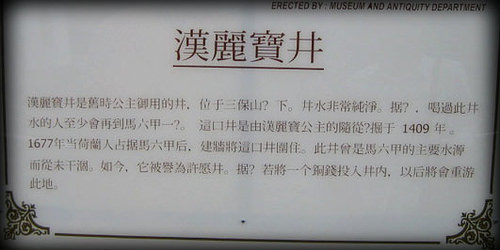 ERECTED BY : MUSEUM AND ANTIQUITY DEPARTMENT
漢麗寶井
漢麗寶井是舊時公主御用的井，位于三保山? 下。井水非常純淨。据? ，喝過此井
水的人至少會再到馬六甲一?。 這口井是由漢麗寶公主的隨從?掘于 1409 年 。
1677年当荷蘭人占据馬六甲后，建牆將這口井圍住。此井曾是馬六甲的主要水源
而從未干涸。如今，它被譽為許愿井。据? 若將一个銅錢投入井内，以后將會重游
此地。